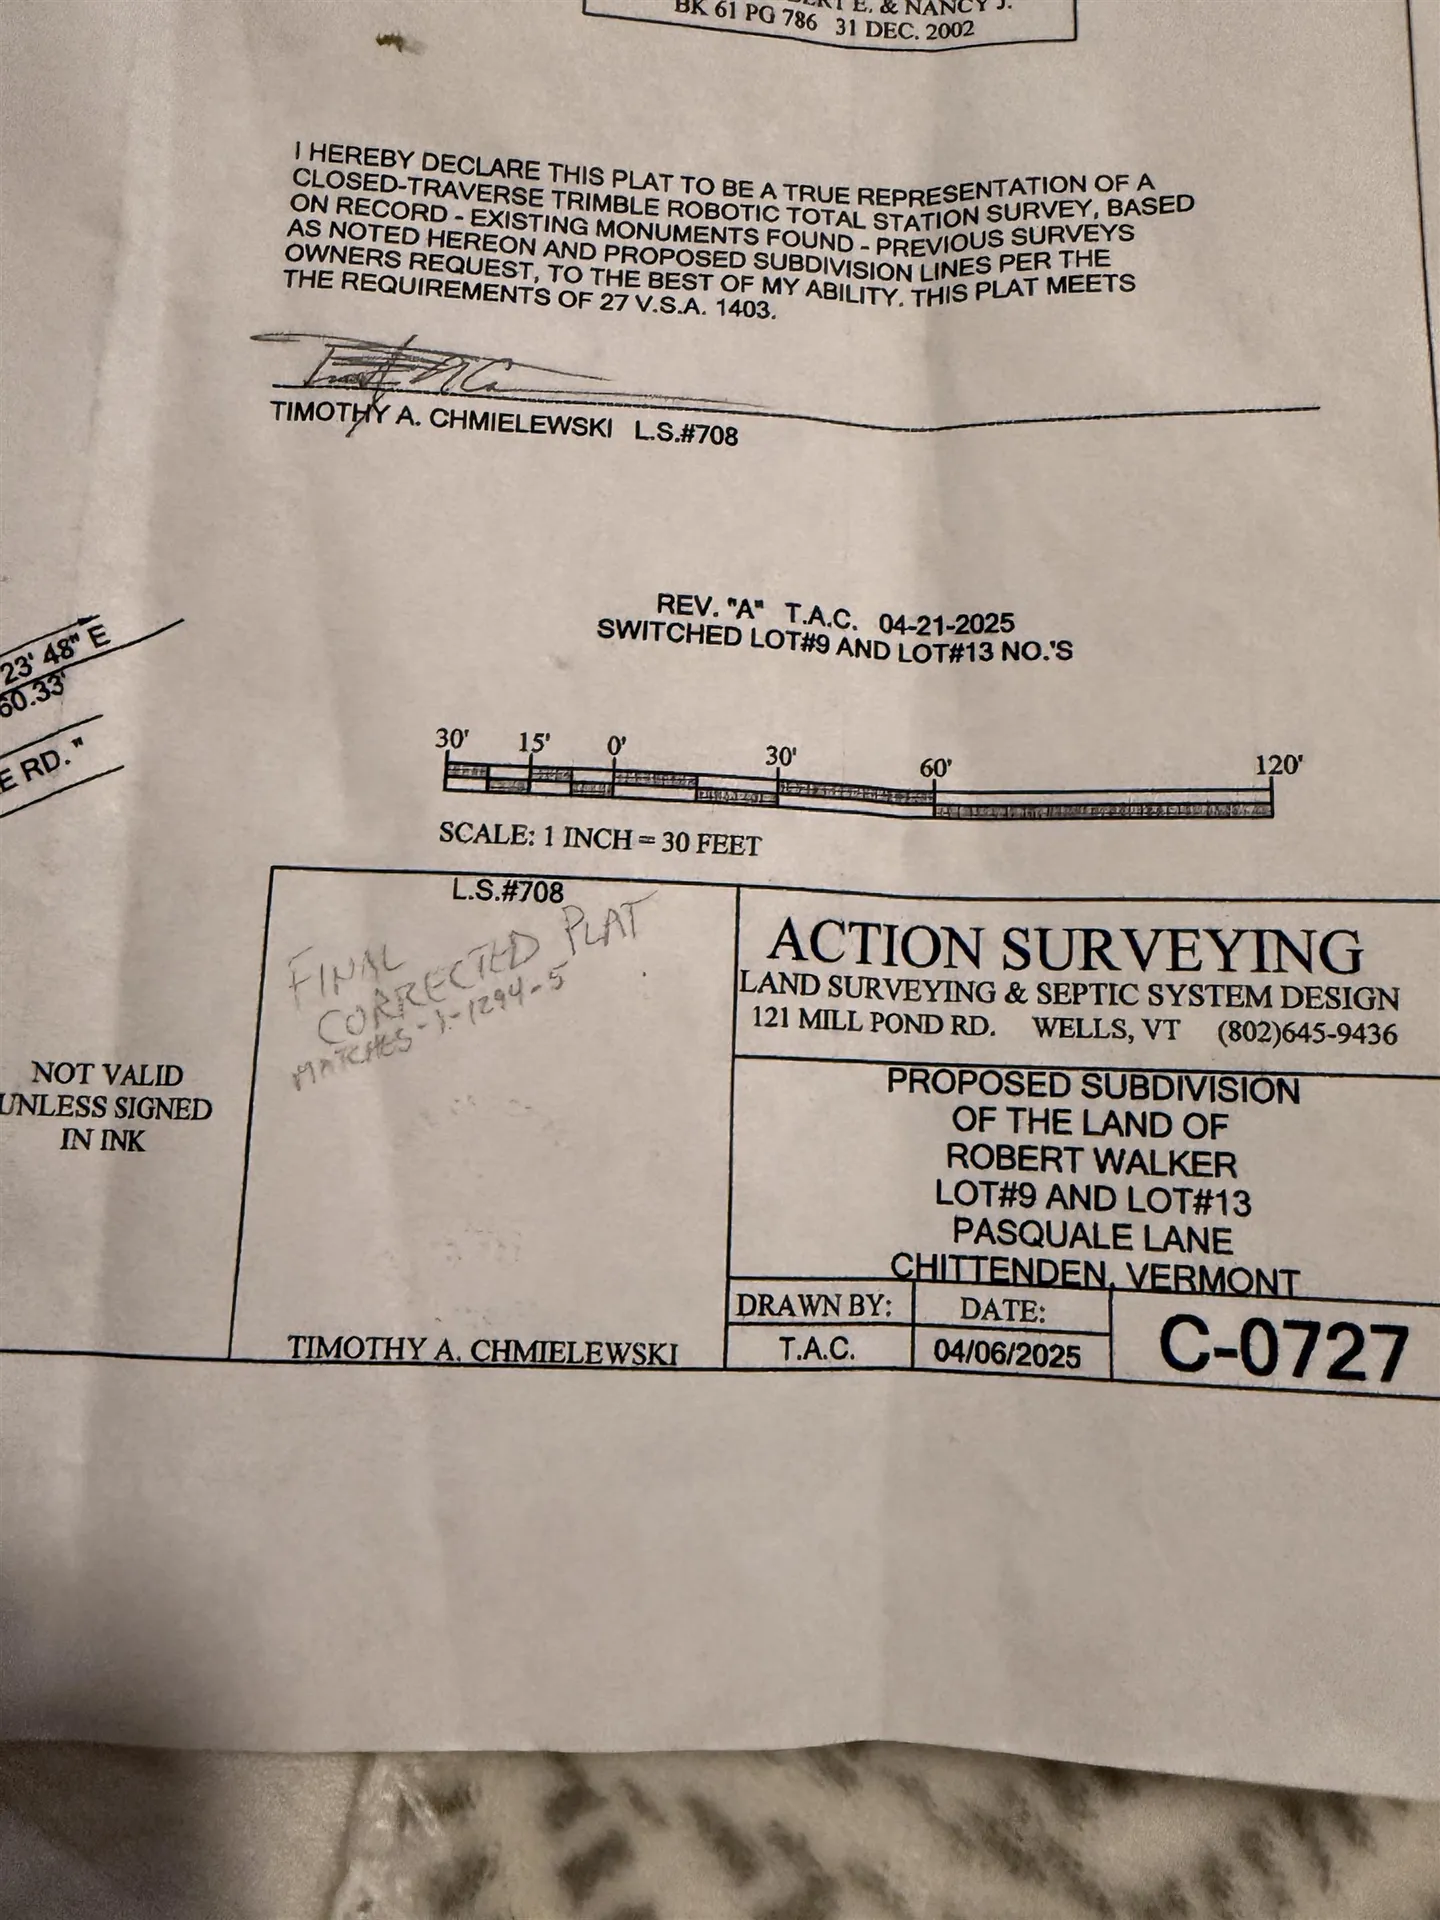 E. & NANCY J.
BK 61 PG 786 31 DEC. 2002
I HEREBY DECLARE THIS PLAT TO BE A TRUE REPRESENTATION OF A
CLOSED-TRAVERSE TRIMBLE ROBOTIC TOTAL STATION SURVEY, BASED
ON RECORD - EXISTING MONUMENTS FOUND - PREVIOUS SURVEYS
AS NOTED HEREON AND PROPOSED SUBDIVISION LINES PER THE
OWNERS REQUEST, TO THE BEST OF MY ABILITY. THIS PLAT MEETS
THE REQUIREMENTS OF 27 V.S.A. 1403.
TIMOTHY A. CHMIELEWSKI L.S.#708
REV. "A" T.A.C. 04-21-2025
SWITCHED LOT#9 AND LOT#13 NO.'S
23' 48" E
60.33'
E RD. "
30' 15' 0' 30' 60' 120'
SCALE: 1 INCH = 30 FEET
L.S.#708
FINAL
CORRECTED PLAT
MATCHES-1-1294-5
TIMOTHY A. CHMIELEWSKI
NOT VALID
UNLESS SIGNED
IN INK
ACTION SURVEYING
LAND SURVEYING & SEPTIC SYSTEM DESIGN
121 MILL POND RD. WELLS, VT (802)645-9436
PROPOSED SUBDIVISION
OF THE LAND OF
ROBERT WALKER
LOT#9 AND LOT#13
PASQUALE LANE
CHITTENDEN, VERMONT
DRAWN BY: DATE:
T.A.C. 04/06/2025
C-0727